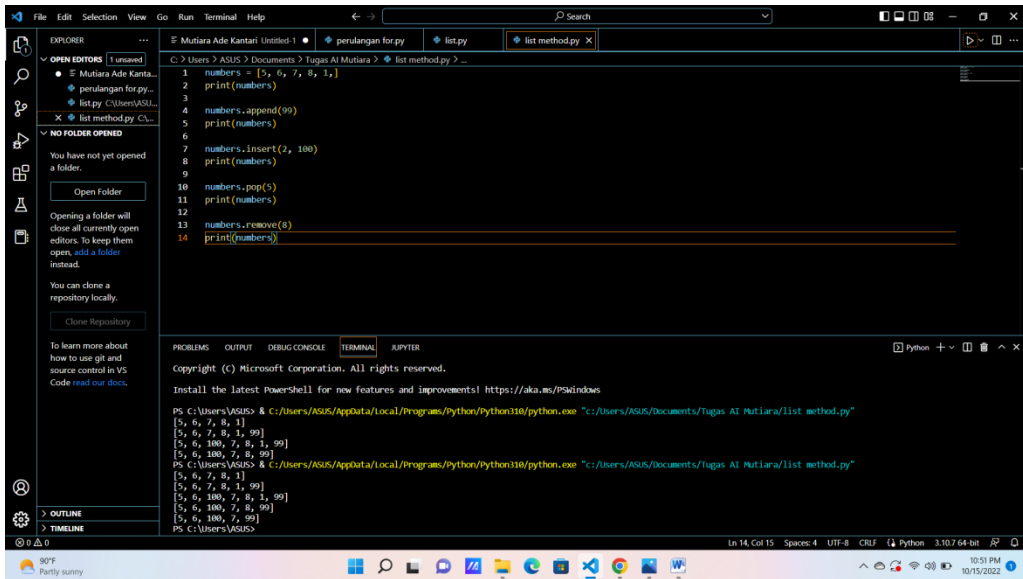 File Edit Selection View Go Run Terminal Help
Search
EXPLORER
OPEN EDITORS 1 unsaved
Mutiara Ade Kanta...
perulangan for.py...
list.py C:\Users\ASU...
list method.py C:\...
NO FOLDER OPENED
You have not yet opened
a folder.
Open Folder
Opening a folder will
close all currently open
editors. To keep them
open, add a folder
instead.
You can clone a
repository locally.
Clone Repository
To learn more about
how to use git and
source control in VS
Code read our docs.
OUTLINE
TIMELINE
Mutiara Ade Kantari Untitled-1
perulangan for.py
list.py
list method.py
C: > Users > ASUS > Documents > Tugas AI Mutiara > list method.py > ...
1 numbers = [5, 6, 7, 8, 1,]
2 print(numbers)
3
4 numbers.append(99)
5 print(numbers)
6
7 numbers.insert(2, 100)
8 print(numbers)
9
10 numbers.pop(5)
11 print(numbers)
12
13 numbers.remove(8)
14 print(numbers)
PROBLEMS OUTPUT DEBUG CONSOLE TERMINAL JUPYTER
Python
Copyright (C) Microsoft Corporation. All rights reserved.
Install the latest PowerShell for new features and improvements! https://aka.ms/PSWindows
PS C:\Users\ASUS> & C:/Users/ASUS/AppData/Local/Programs/Python/Python310/python.exe "c:/Users/ASUS/Documents/Tugas AI Mutiara/list method.py"
[5, 6, 7, 8, 1]
[5, 6, 7, 8, 1, 99]
[5, 6, 100, 7, 8, 1, 99]
[5, 6, 100, 7, 8, 99]
PS C:\Users\ASUS> & C:/Users/ASUS/AppData/Local/Programs/Python/Python310/python.exe "c:/Users/ASUS/Documents/Tugas AI Mutiara/list method.py"
[5, 6, 7, 8, 1]
[5, 6, 7, 8, 1, 99]
[5, 6, 100, 7, 8, 1, 99]
[5, 6, 100, 7, 8, 99]
[5, 6, 100, 7, 99]
PS C:\Users\ASUS>
0 0
Ln 14, Col 15 Spaces: 4 UTF-8 CRLF Python 3.10.7 64-bit
90°F
Partly sunny
10:51 PM
10/15/2022
1